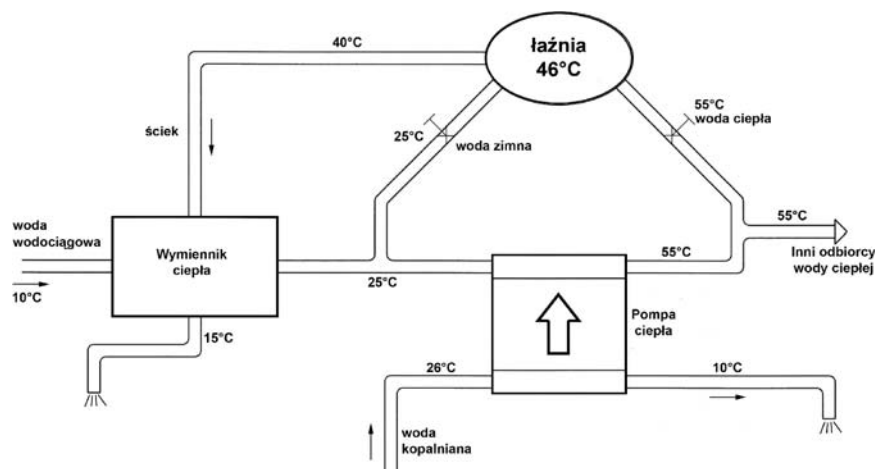 40°C
łaźnia
46°C
ściek
25°C
woda zimna
55°C
woda ciepła
woda
wodociągowa
10°C
Wymiennik
ciepła
15°C
25°C
55°C
55°C
Inni odbiorcy
wody ciepłej
Pompa
ciepła
26°C
10°C
woda
kopalniana